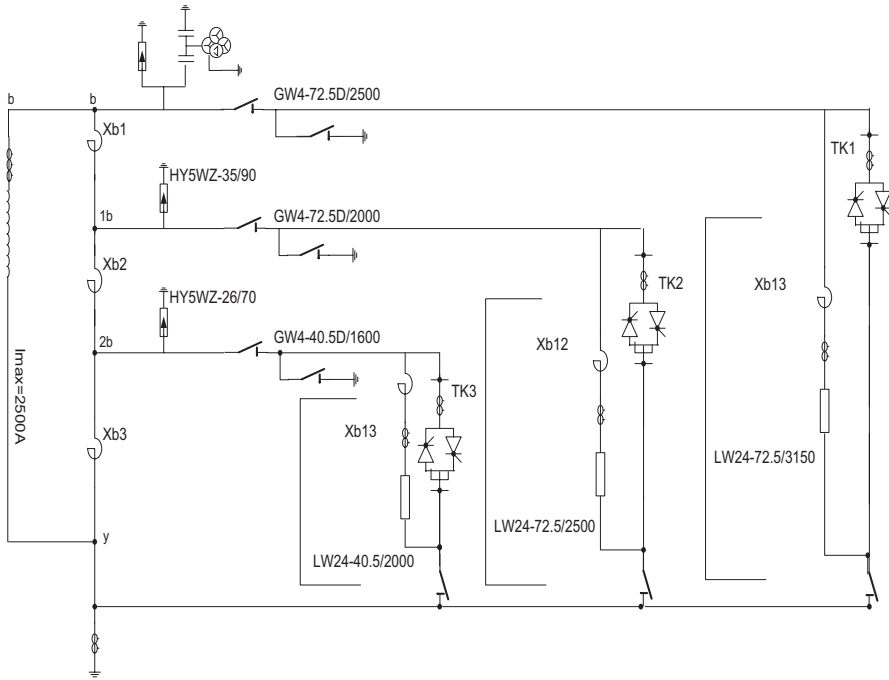 b
b
GW4-72.5D/2500
Xb1
TK1
HY5WZ-35/90
1b
GW4-72.5D/2000
Xb2
TK2
Xb13
HY5WZ-26/70
2b
GW4-40.5D/1600
Xb12
Imax=2500A
TK3
Xb3
Xb13
LW24-72.5/3150
LW24-72.5/2500
y
LW24-40.5/2000